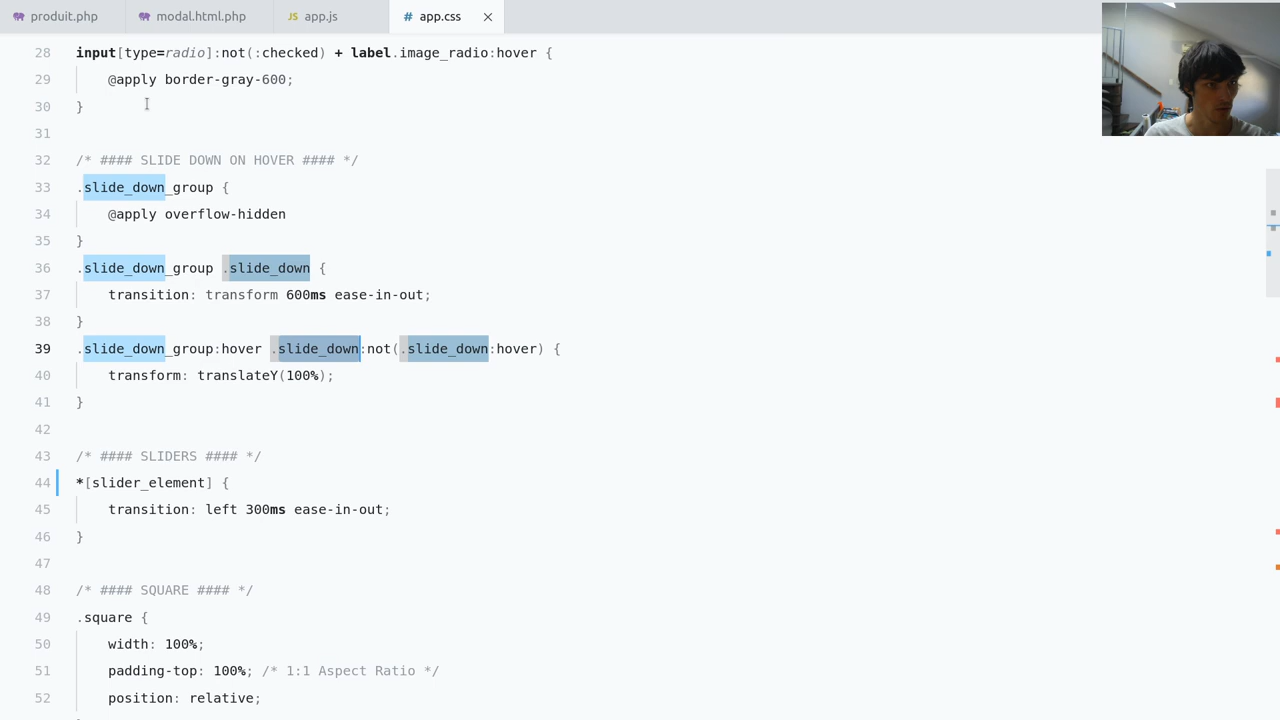 produit.php
modal.html.php
JS app.js
# app.css
28 input[type=radio]:not(:checked) + label.image_radio:hover {
29 @apply border-gray-600;
30 }
31
32 /* #### SLIDE DOWN ON HOVER #### */
33 .slide_down_group {
34 @apply overflow-hidden
35 }
36 .slide_down_group .slide_down {
37 transition: transform 600ms ease-in-out;
38 }
39 .slide_down_group:hover .slide_down:not(.slide_down:hover) {
40 transform: translateY(100%);
41 }
42
43 /* #### SLIDERS #### */
44 *[slider_element] {
45 transition: left 300ms ease-in-out;
46 }
47
48 /* #### SQUARE #### */
49 .square {
50 width: 100%;
51 padding-top: 100%; /* 1:1 Aspect Ratio */
52 position: relative;